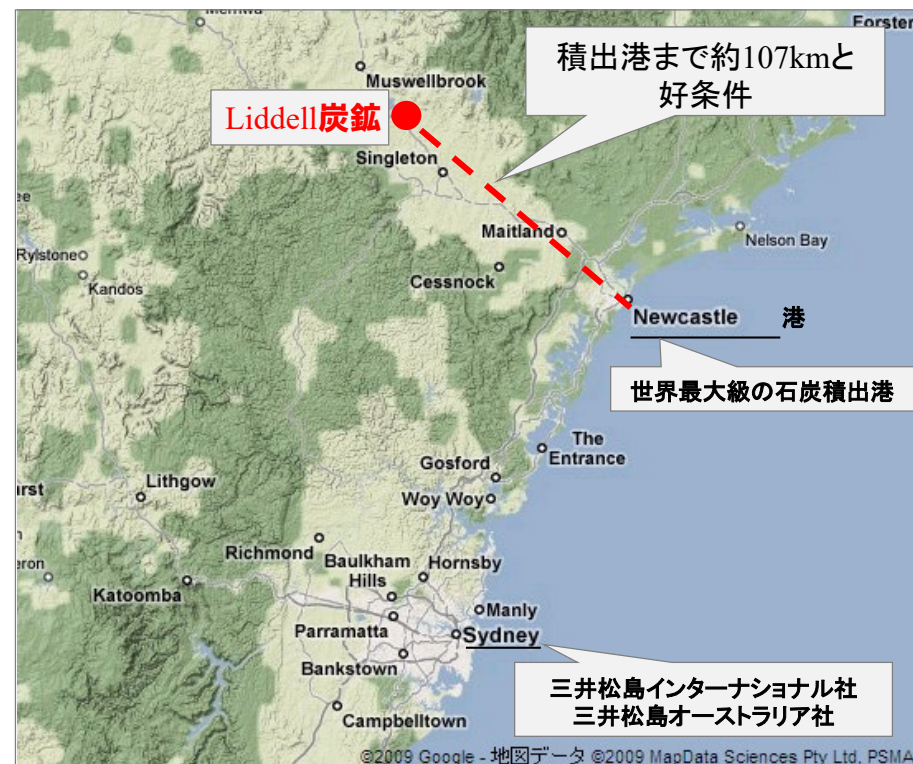 Merriwa
Forster
積出港まで約107kmと
好条件
Muswellbrook
Liddell炭鉱
Singleton
Maitland
Nelson Bay
Rylstone
Cessnock
Kandos
Newcastle 港
世界最大級の石炭積出港
The
Entrance
Gosford
Lithgow
Woy Woy
Richmond
Baulkham
Hills
Hornsby
Katoomba
Manly
Parramatta
Sydney
Bankstown
三井松島インターナショナル社
三井松島オーストラリア社
Campbelltown
©2009 Google - 地図データ ©2009 MapData Sciences Pty Ltd, PSMA